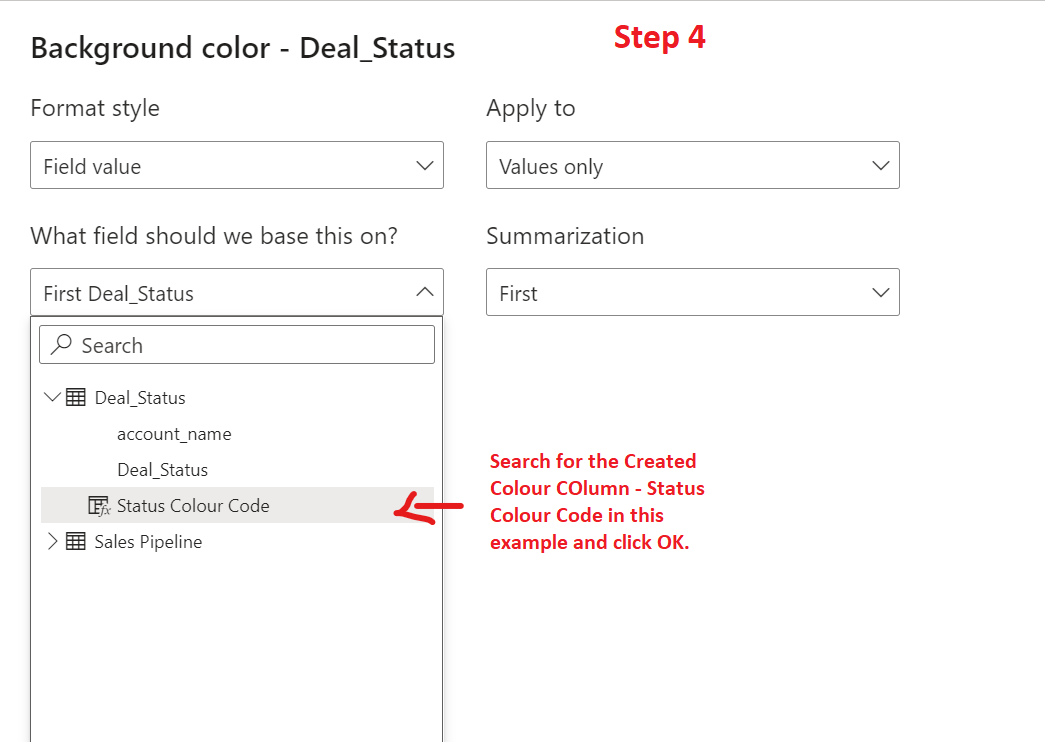 Background color - Deal_Status
Step 4
Format style
Apply to
Field value
Values only
What field should we base this on?
Summarization
First Deal_Status
First
Search
Deal_Status
account_name
Deal_Status
Status Colour Code
Sales Pipeline
Search for the Created
Colour COlumn - Status
Colour Code in this
example and click OK.